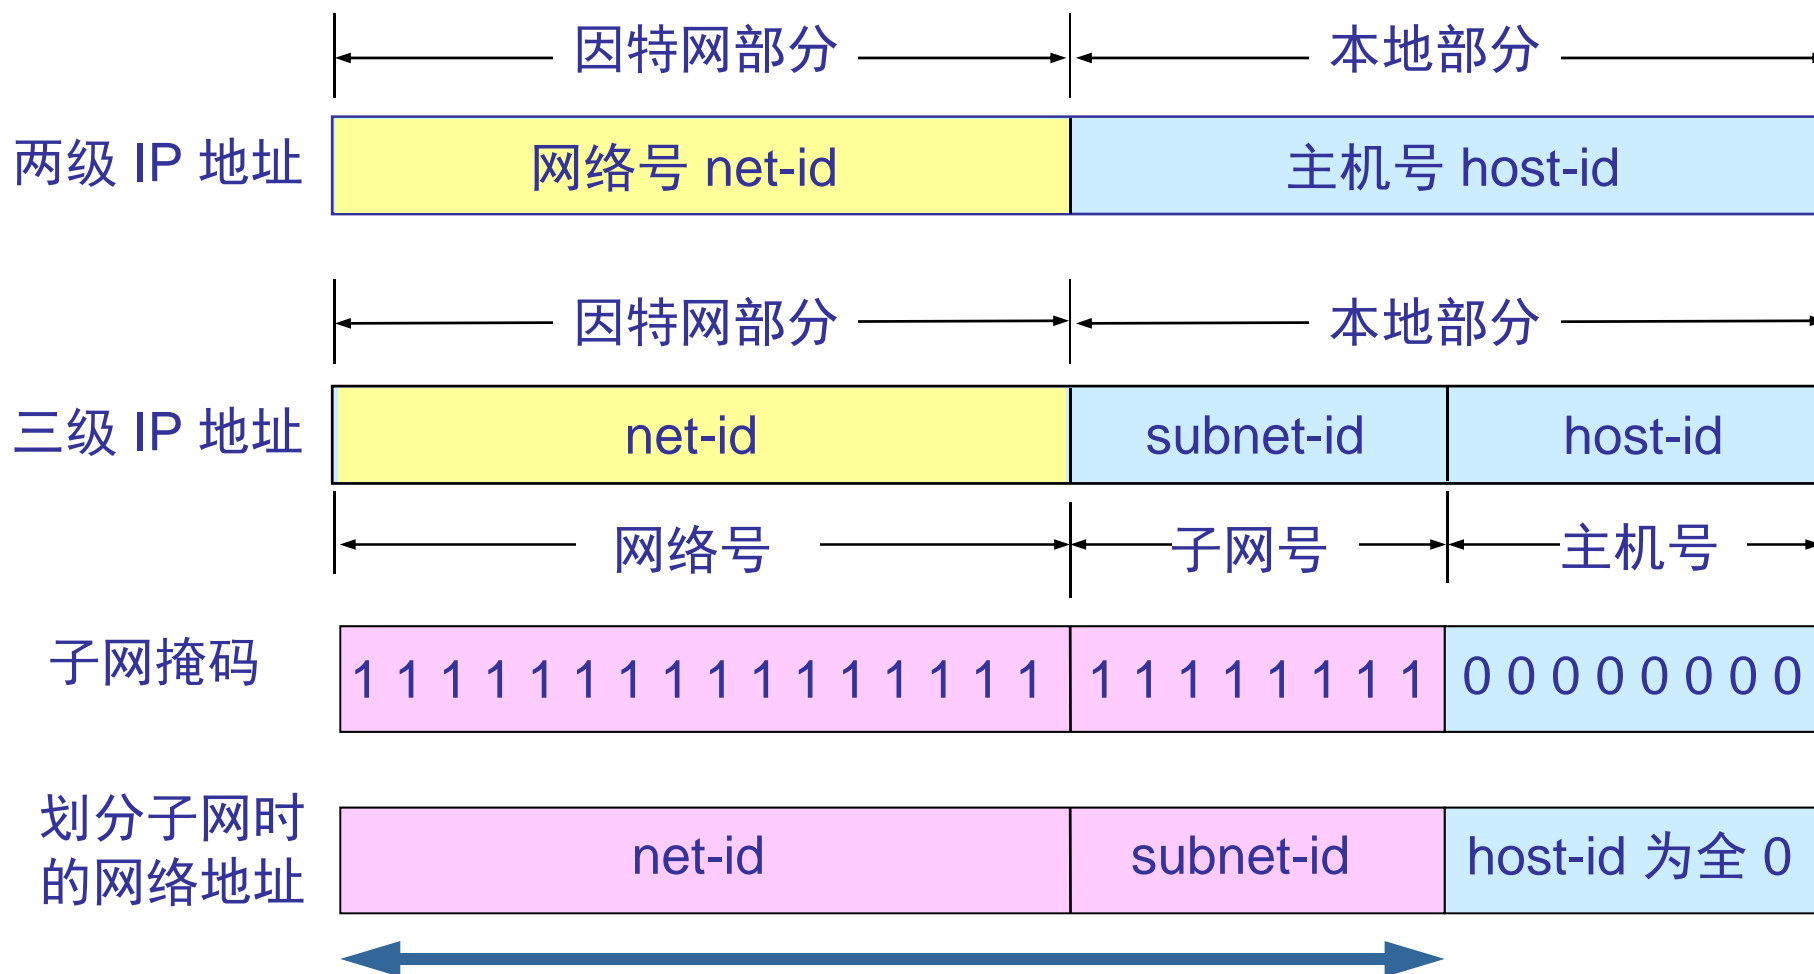 因特网部分 本地部分
两级 IP 地址 网络号 net-id 主机号 host-id
因特网部分 本地部分
三级 IP 地址 net-id subnet-id host-id
网络号 子网号 主机号
子网掩码 1 1 1 1 1 1 1 1 1 1 1 1 1 1 1 1 1 1 1 1 1 1 1 1 0 0 0 0 0 0 0 0
划分子网时
的网络地址
net-id subnet-id host-id 为全 0